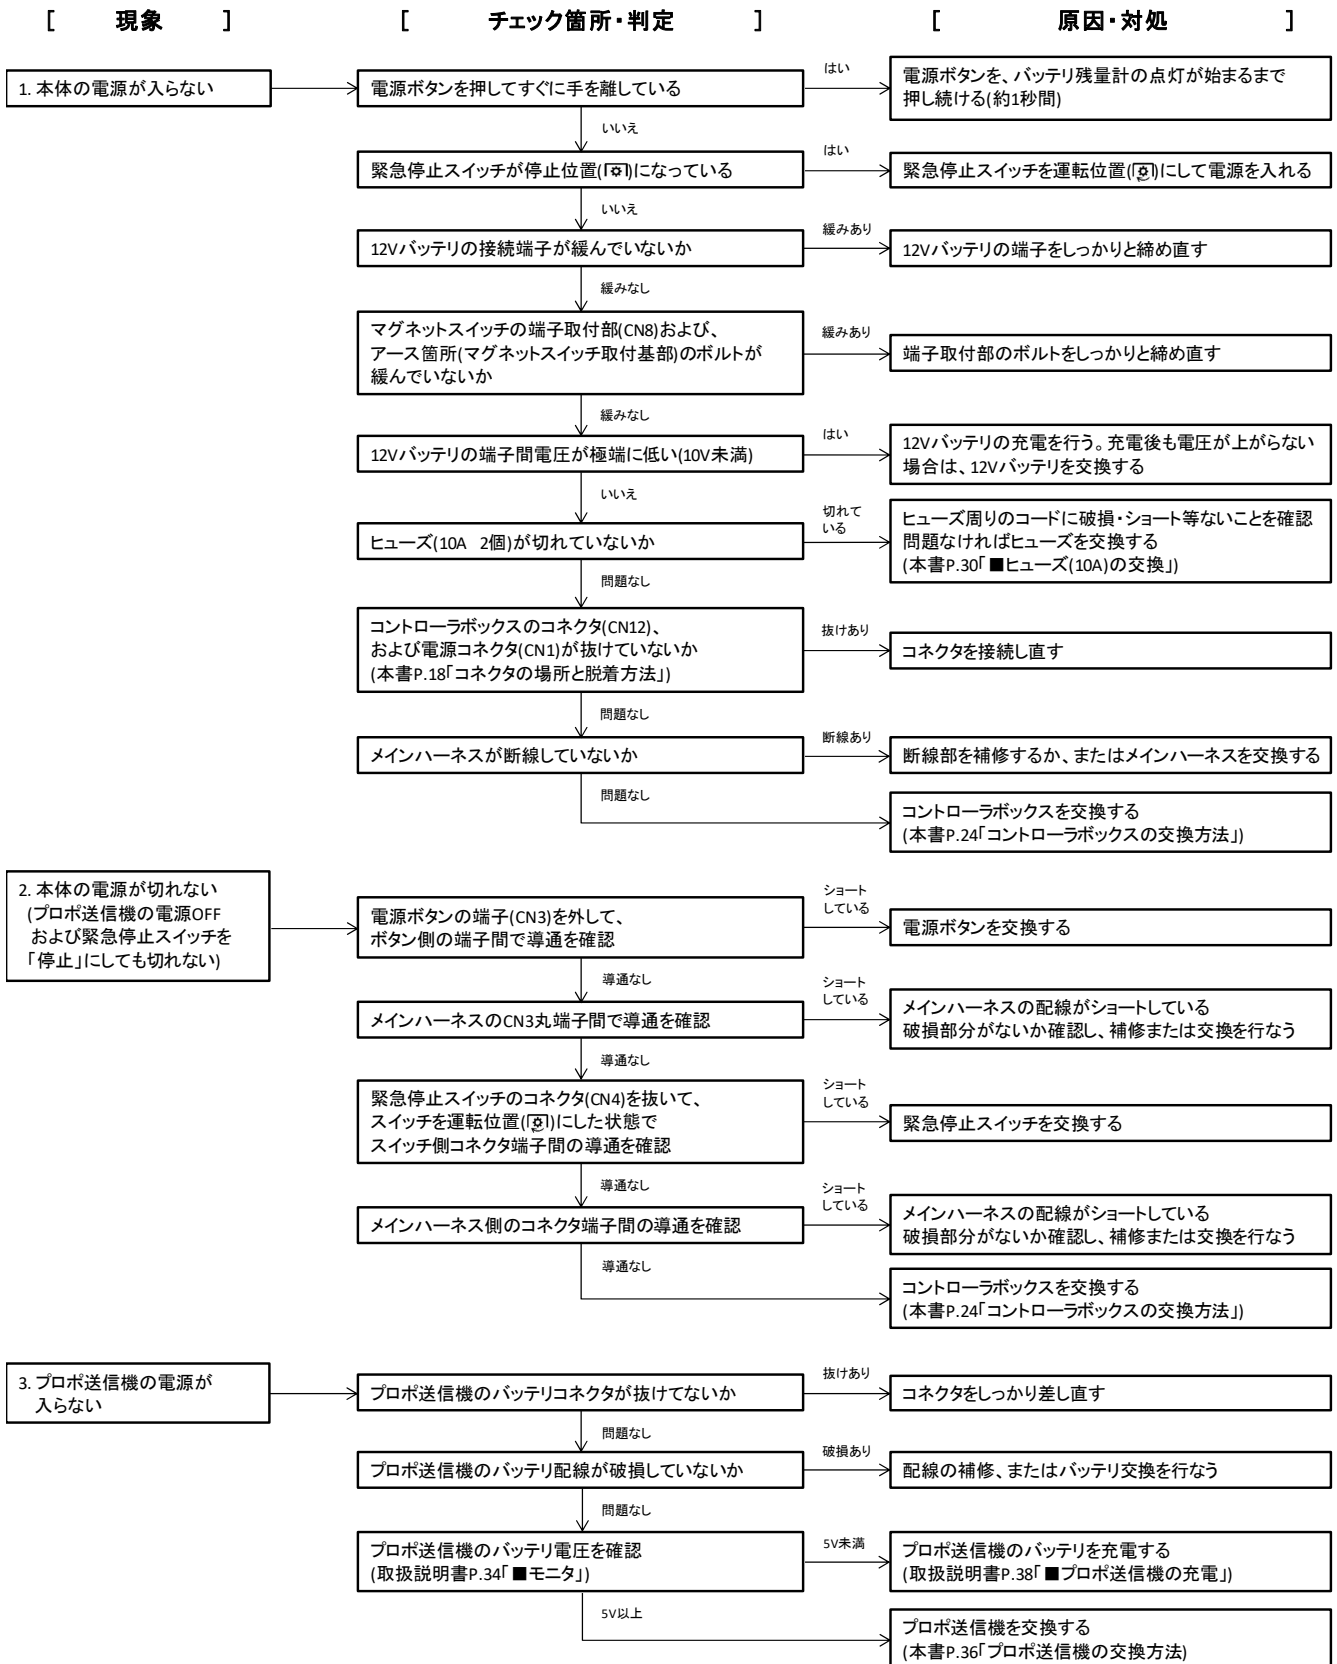 [ 現象 ]
[ チェック箇所・判定 ]
[ 原因・対処 ]
1. 本体の電源が入らない
電源ボタンを押してすぐに手を離している
はい
電源ボタンを、バッテリ残量計の点灯が始まるまで
押し続ける(約1秒間)
いいえ
緊急停止スイッチが停止位置()になっている
はい
緊急停止スイッチを運転位置()にして電源を入れる
いいえ
12Vバッテリの接続端子が緩んでいないか
緩みあり
12Vバッテリの端子をしっかりと締め直す
緩みなし
マグネットスイッチの端子取付部(CN8)および、
アース箇所(マグネットスイッチ取付基部)のボルトが
緩んでいないか
緩みあり
端子取付部のボルトをしっかりと締め直す
緩みなし
12Vバッテリの端子間電圧が極端に低い(10V未満)
はい
12Vバッテリの充電を行う。充電後も電圧が上がらない
場合は、12Vバッテリを交換する
いいえ
ヒューズ(10A 2個)が切れていないか
切れて
いる
ヒューズ周りのコードに破損・ショート等ないことを確認
問題なければヒューズを交換する
(本書P.30「■ヒューズ(10A)の交換」)
問題なし
コントローラボックスのコネクタ(CN12)、
および電源コネクタ(CN1)が抜けていないか
(本書P.18「コネクタの場所と脱着方法」)
抜けあり
コネクタを接続し直す
問題なし
メインハーネスが断線していないか
断線あり
断線部を補修するか、またはメインハーネスを交換する
問題なし
コントローラボックスを交換する
(本書P.24「コントローラボックスの交換方法」)
2. 本体の電源が切れない
(プロポ送信機の電源OFF
および緊急停止スイッチを
「停止」にしても切れない)
電源ボタンの端子(CN3)を外して、
ボタン側の端子間で導通を確認
ショート
している
電源ボタンを交換する
導通なし
メインハーネスのCN3丸端子間で導通を確認
ショート
している
メインハーネスの配線がショートしている
破損部分がないか確認し、補修または交換を行なう
導通なし
緊急停止スイッチのコネクタ(CN4)を抜いて、
スイッチを運転位置()にした状態で
スイッチ側コネクタ端子間の導通を確認
ショート
している
緊急停止スイッチを交換する
導通なし
メインハーネス側のコネクタ端子間の導通を確認
ショート
している
メインハーネスの配線がショートしている
破損部分がないか確認し、補修または交換を行なう
導通なし
コントローラボックスを交換する
(本書P.24「コントローラボックスの交換方法」)
3. プロポ送信機の電源が
入らない
プロポ送信機のバッテリコネクタが抜けてないか
抜けあり
コネクタをしっかり差し直す
問題なし
プロポ送信機のバッテリ配線が破損していないか
破損あり
配線の補修、またはバッテリ交換を行なう
問題なし
プロポ送信機のバッテリ電圧を確認
(取扱説明書P.34「■モニタ」)
5V未満
プロポ送信機のバッテリを充電する
(取扱説明書P.38「■プロポ送信機の充電」)
5V以上
プロポ送信機を交換する
(本書P.36「プロポ送信機の交換方法)